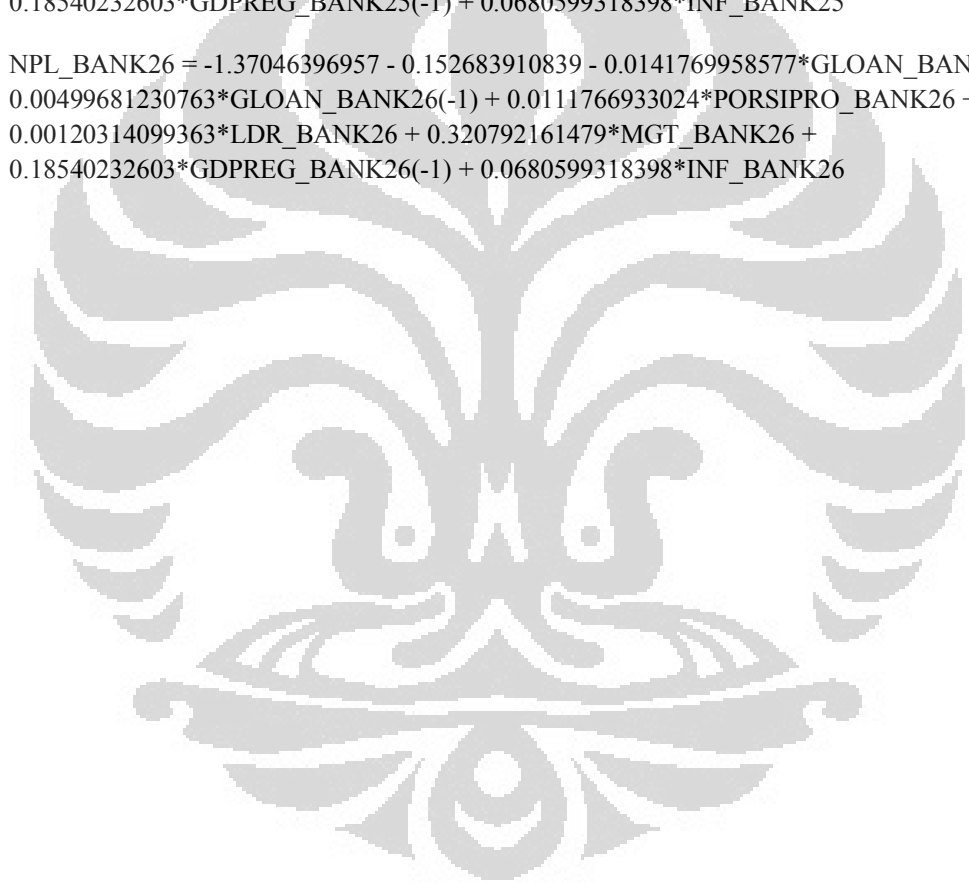 0.18540232603*GDPREG_BANK25(-1) + 0.0680599318398*INF_BANK25
NPL_BANK26 = -1.37046396957 - 0.152683910839 - 0.0141769958577*GLOAN_BAN
0.00499681230763*GLOAN_BANK26(-1) + 0.0111766933024*PORSIPRO_BANK26 +
0.00120314099363*LDR_BANK26 + 0.320792161479*MGT_BANK26 +
0.18540232603*GDPREG_BANK26(-1) + 0.0680599318398*INF_BANK26